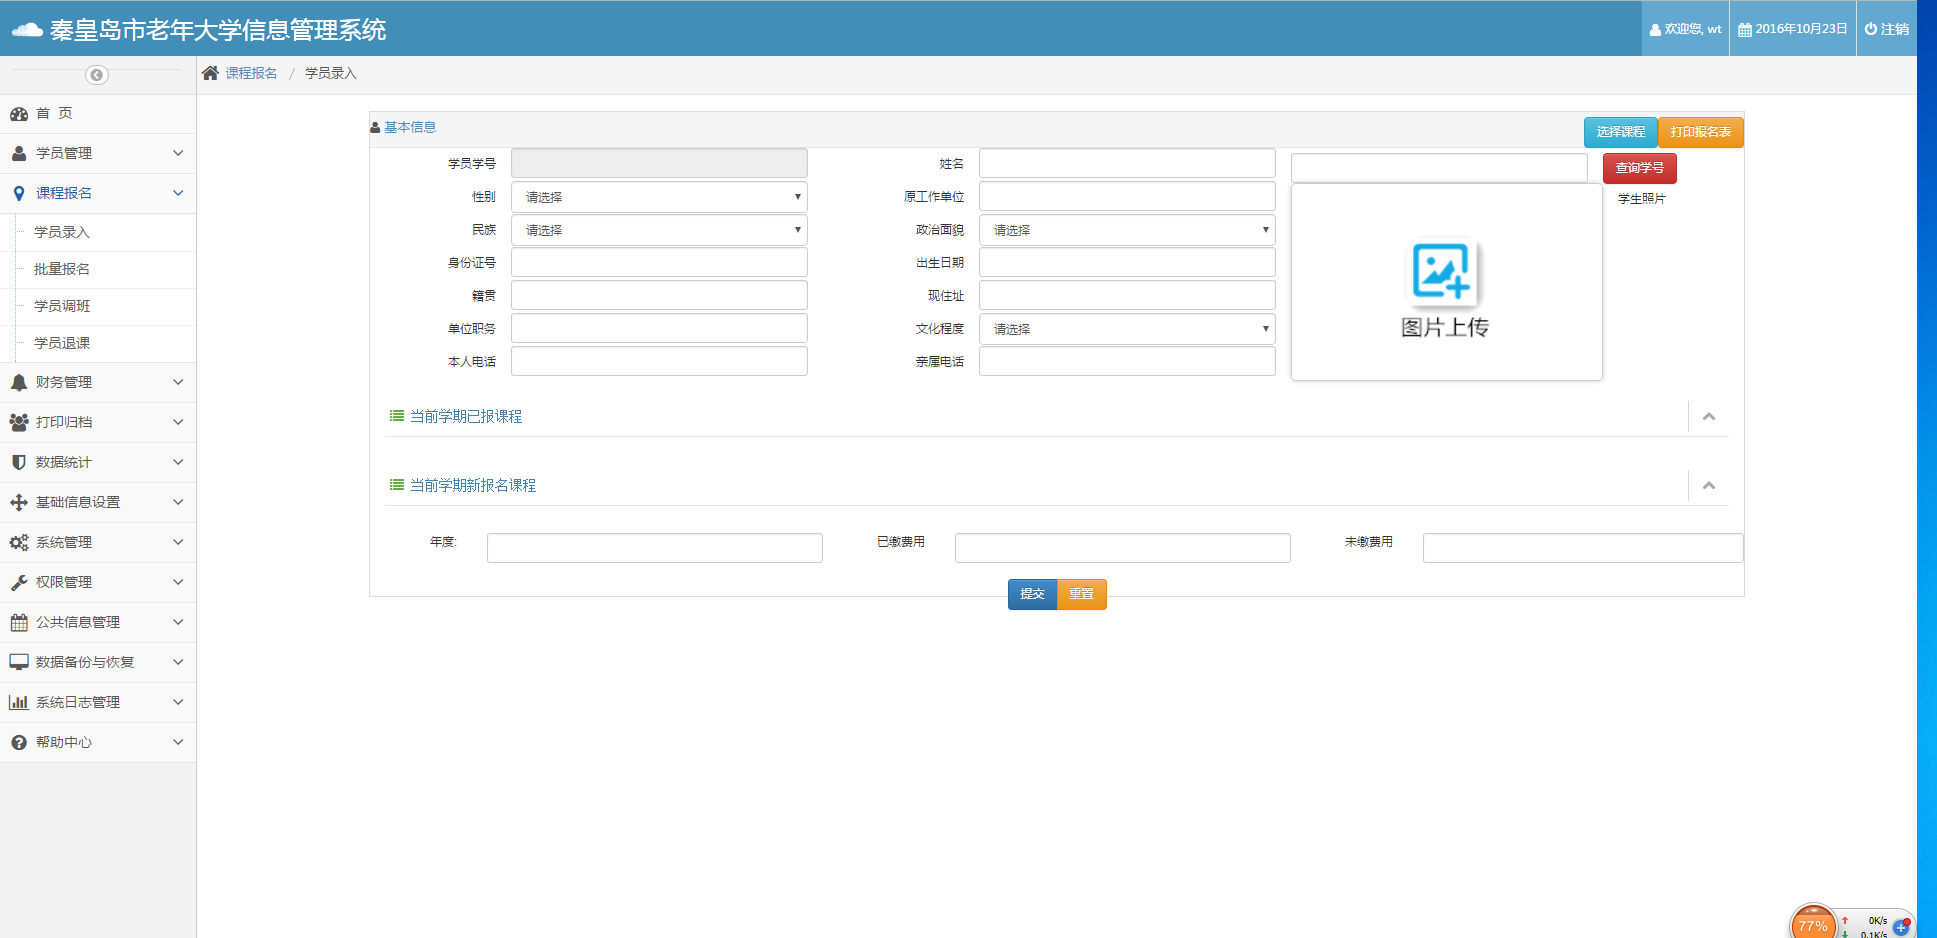 秦皇岛市老年大学信息管理系统
欢迎您, wt
2016年10月23日
注销
课程报名 / 学员录入
首 页
学员管理
课程报名
学员录入
批量报名
学员调班
学员退课
财务管理
打印归档
数据统计
基础信息设置
系统管理
权限管理
公共信息管理
数据备份与恢复
系统日志管理
帮助中心
基本信息
选择课程
打印报名表
学员学号
姓名
查询学号
性别
请选择
原工作单位
学生照片
民族
请选择
政治面貌
请选择
身份证号
出生日期
籍贯
现住址
单位职务
文化程度
请选择
图片上传
本人电话
亲属电话
当前学期已报课程
当前学期新报名课程
年度:
已缴费用
未缴费用
提交
重置
77%
0K/s
0.1K/s